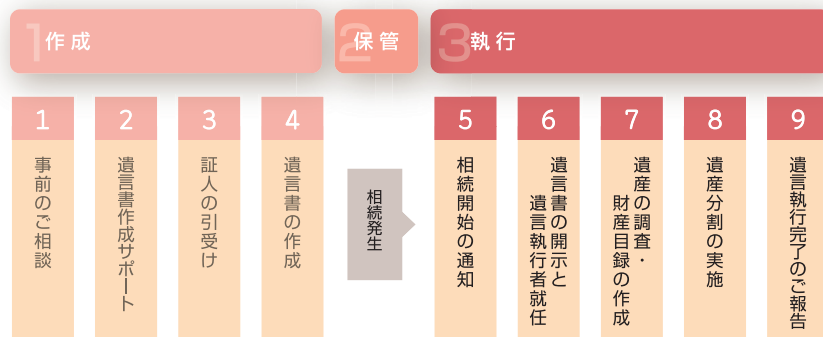 1 作成
2 保管
3 執行
1
事前のご相談
2
遺言書作成サポート
3
証人の引受け
4
遺言書の作成
相続発生
5
相続開始の通知
6
遺言書の開示と
遺言執行者就任
7
遺産の調査・
財産目録の作成
8
遺産分割の実施
9
遺言執行完了のご報告